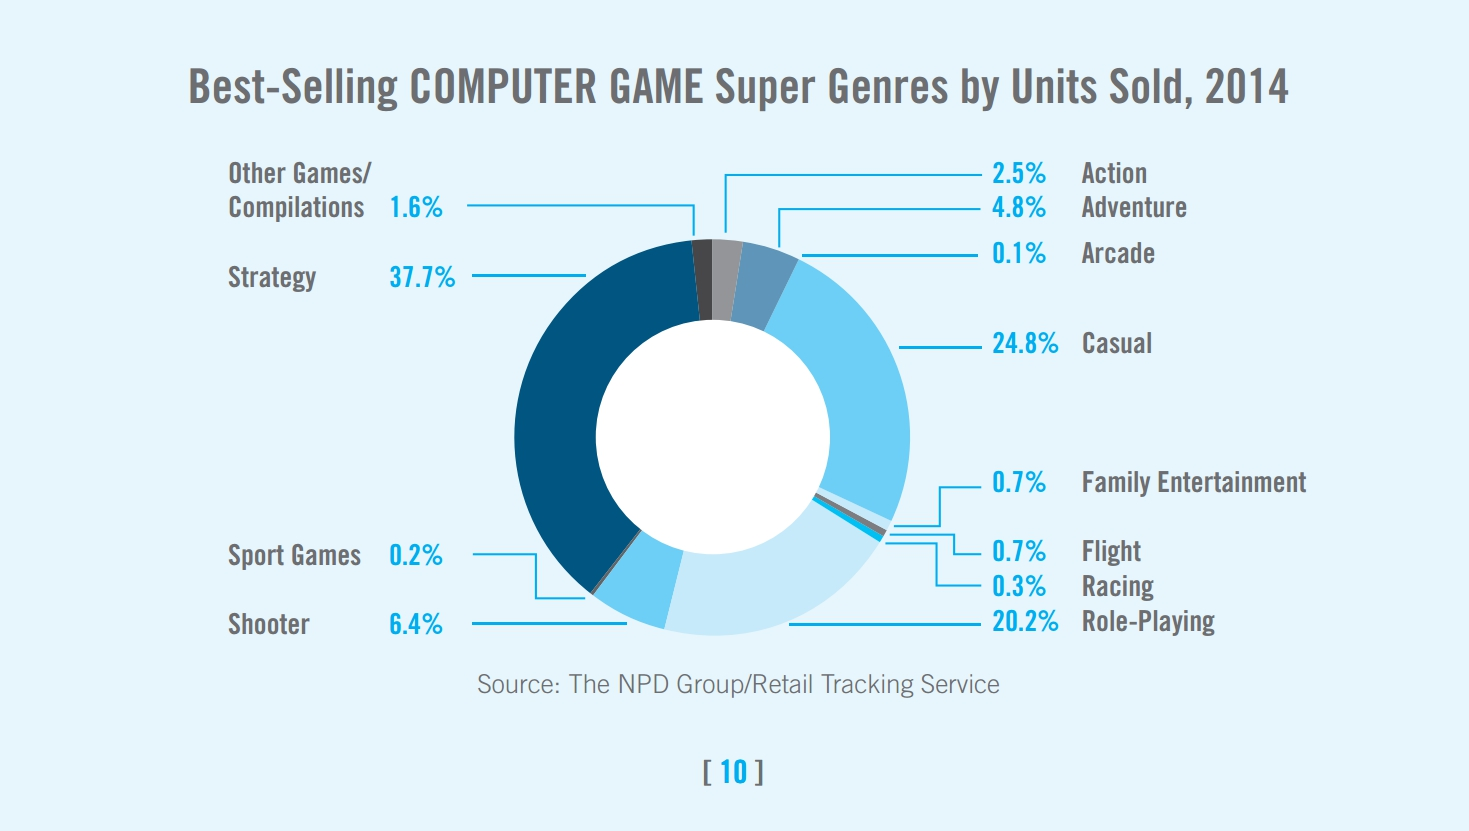 Best-Selling COMPUTER GAME Super Genres by Units Sold, 2014
Other Games/
Compilations 1.6%
Strategy 37.7%
Sport Games 0.2%
Shooter 6.4%
2.5% Action
4.8% Adventure
0.1% Arcade
24.8% Casual
0.7% Family Entertainment
0.7% Flight
0.3% Racing
20.2% Role-Playing
Source: The NPD Group/Retail Tracking Service
[ 10 ]